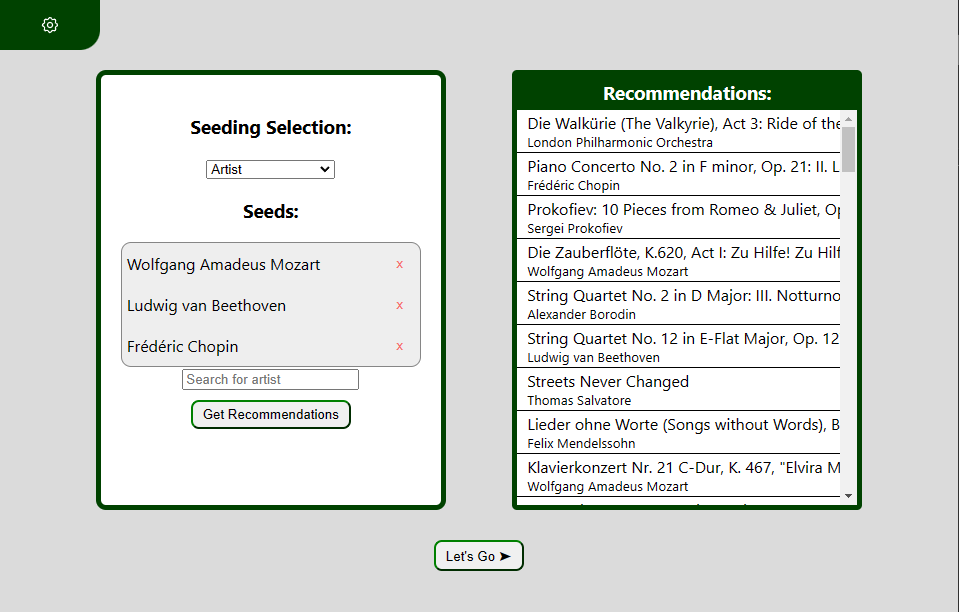 Seeding Selection:
Artist
Seeds:
Wolfgang Amadeus Mozart x
Ludwig van Beethoven x
Frédéric Chopin x
Search for artist
Get Recommendations
Recommendations:
Die Walkürie (The Valkyrie), Act 3: Ride of the
London Philharmonic Orchestra
Piano Concerto No. 2 in F minor, Op. 21: II. L
Frédéric Chopin
Prokofiev: 10 Pieces from Romeo & Juliet, Op
Sergei Prokofiev
Die Zauberflöte, K.620, Act I: Zu Hilfe! Zu Hilf
Wolfgang Amadeus Mozart
String Quartet No. 2 in D Major: III. Notturno
Alexander Borodin
String Quartet No. 12 in E-Flat Major, Op. 12
Ludwig van Beethoven
Streets Never Changed
Thomas Salvatore
Lieder ohne Worte (Songs without Words), B
Felix Mendelssohn
Klavierkonzert Nr. 21 C-Dur, K. 467, "Elvira M
Wolfgang Amadeus Mozart
Let's Go ➤